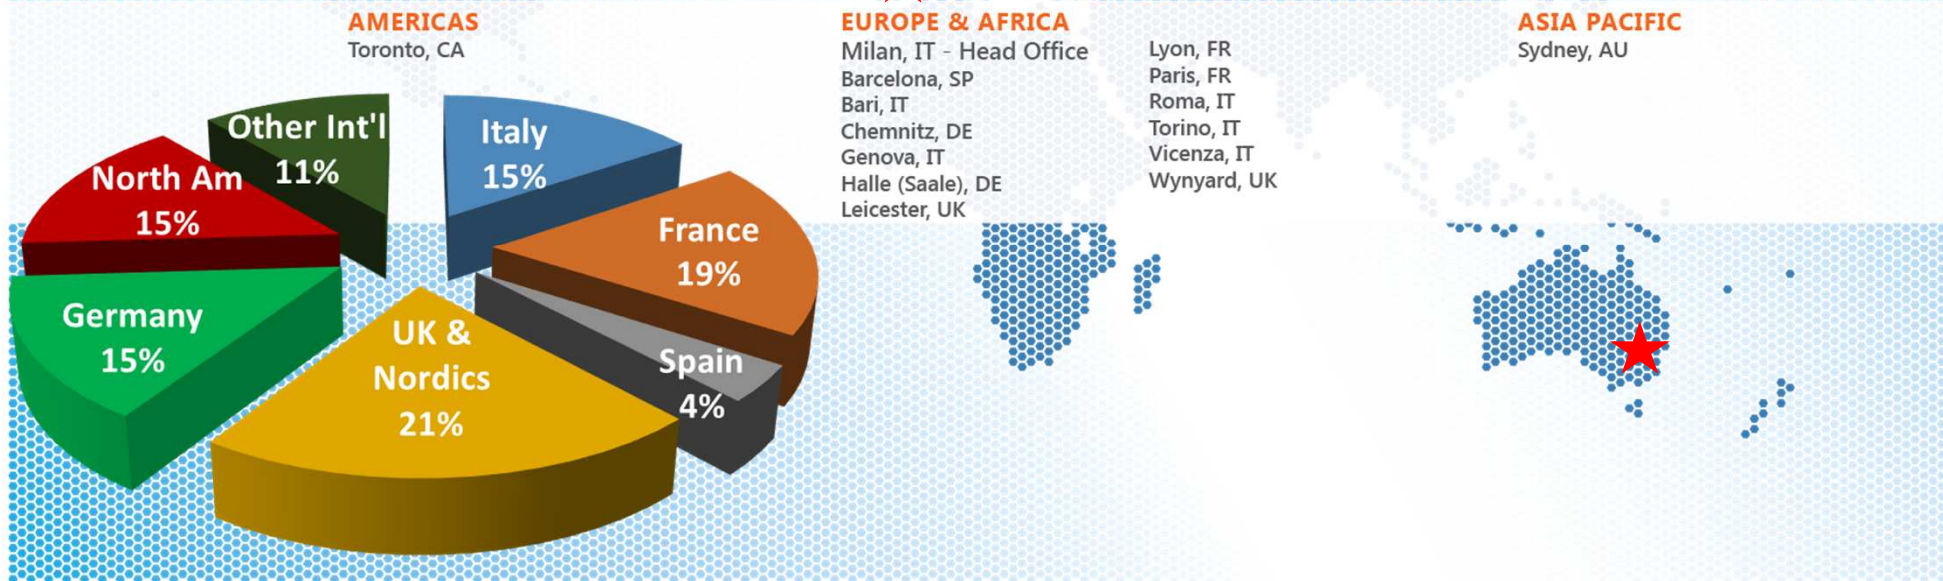 AMERICAS
Toronto, CA
EUROPE & AFRICA
Milan, IT - Head Office
Barcelona, SP
Bari, IT
Chemnitz, DE
Genova, IT
Halle (Saale), DE
Leicester, UK
Lyon, FR
Paris, FR
Roma, IT
Torino, IT
Vicenza, IT
Wynyard, UK
ASIA PACIFIC
Sydney, AU
Other Int'l
11%
Italy
15%
North Am
15%
France
19%
Germany
15%
UK &
Nordics
21%
Spain
4%